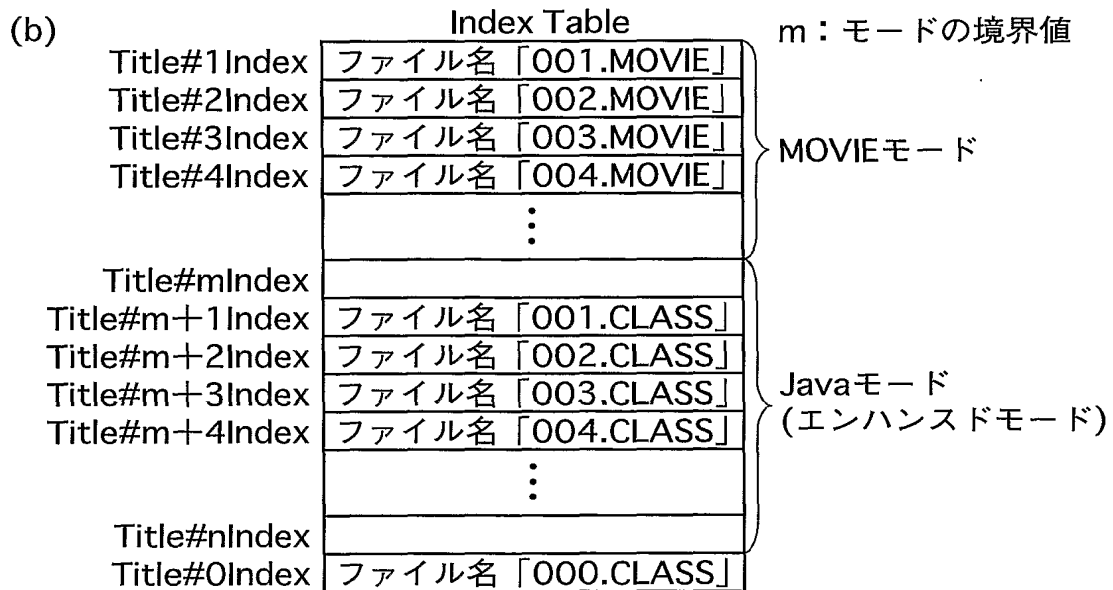 (b)
Index Table
m：モードの境界値
Title#1Index ファイル名「001.MOVIE」
Title#2Index ファイル名「002.MOVIE」
Title#3Index ファイル名「003.MOVIE」
MOVIEモード
Title#4Index ファイル名「004.MOVIE」
⋮
Title#mIndex
Title#m+1Index ファイル名「001.CLASS」
Title#m+2Index ファイル名「002.CLASS」
Title#m+3Index ファイル名「003.CLASS」
Javaモード
(エンハンスドモード)
Title#m+4Index ファイル名「004.CLASS」
⋮
Title#nIndex
Title#0Index ファイル名「000.CLASS」